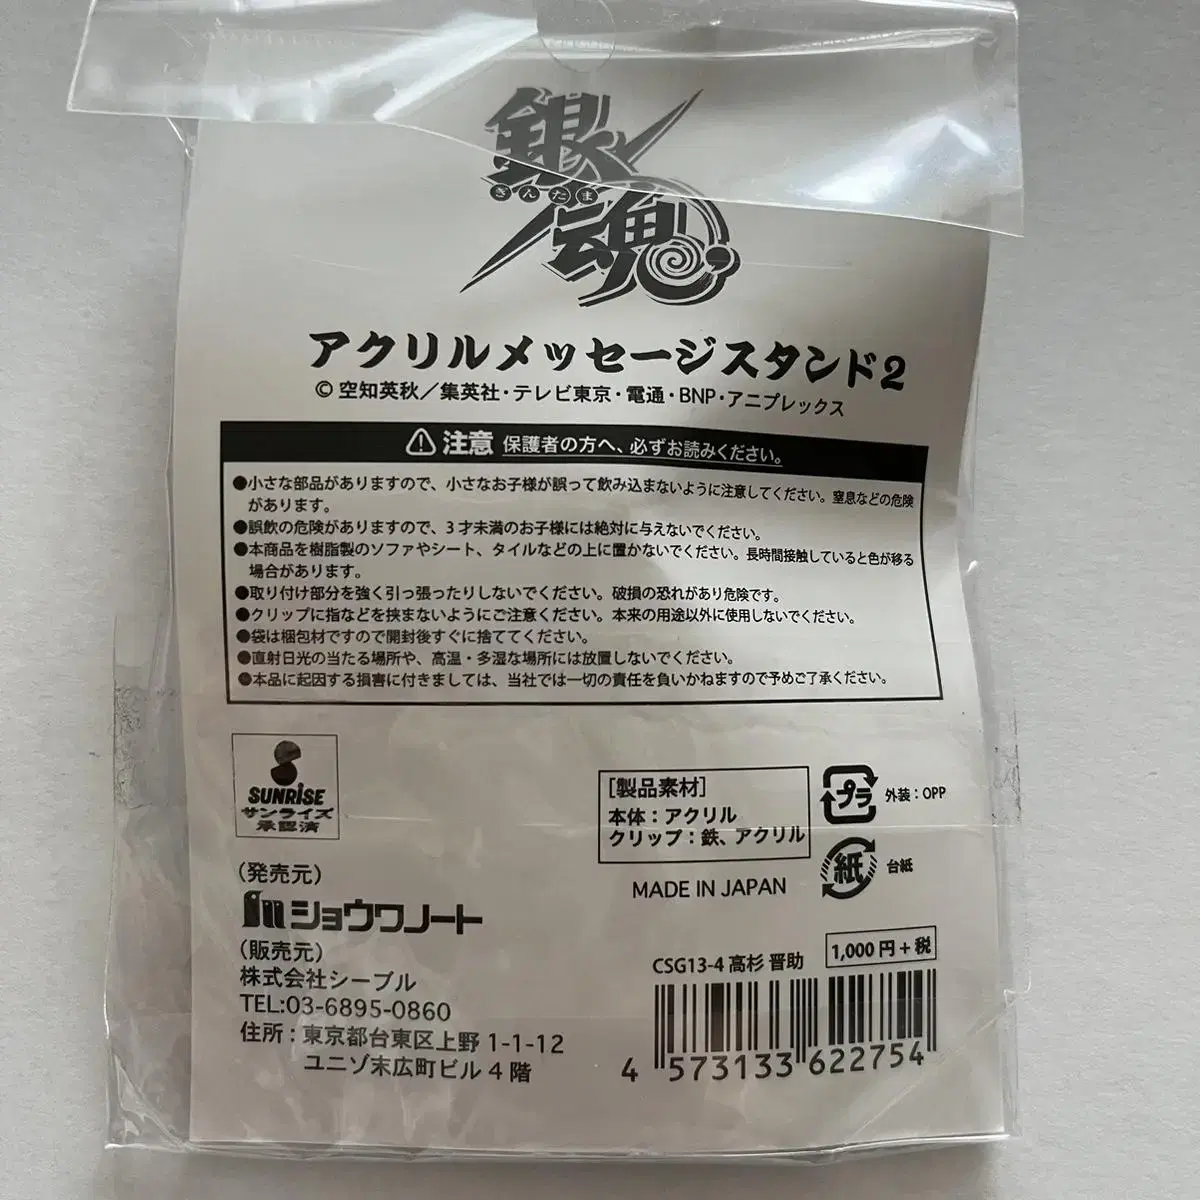 銀魂
ぎんたま
アクリルメッセージスタンド2
© 空知英秋／集英社・テレビ東京・電通・BNP・アニプレックス
注意 保護者の方へ、必ずお読みください。
●小さな部品がありますので、小さなお子様が誤って飲み込まないように注意してください。窒息などの危険
があります。
●誤飲の危険がありますので、3才未満のお子様には絶対に与えないでください。
●本商品を樹脂製のソファやシート、タイルなどの上に置かないでください。長時間接触していると色が移る
場合があります。
●取り付け部分を強く引っ張ったりしないでください。破損の恐れがあり危険です。
●クリップに指などを挟まないようにご注意ください。本来の用途以外に使用しないでください。
●袋は梱包材ですので開封後すぐに捨ててください。
●直射日光の当たる場所や、高温・多湿な場所には放置しないでください。
●本品に起因する損害に付きましては、当社では一切の責任を負いかねますので予めご了承ください。
SUNRISE
サンライズ
承認済
[製品素材]
本体：アクリル
クリップ：鉄、アクリル
プラ 外装：OPP
紙 台紙
MADE IN JAPAN
(発売元)
ショウワノート
(販売元)
株式会社シーブル
TEL:03-6895-0860
住所：東京都台東区上野 1-1-12
ユニゾ末広町ビル 4 階
CSG13-4 高杉 晋助
1,000 円＋税
4 573133 622754